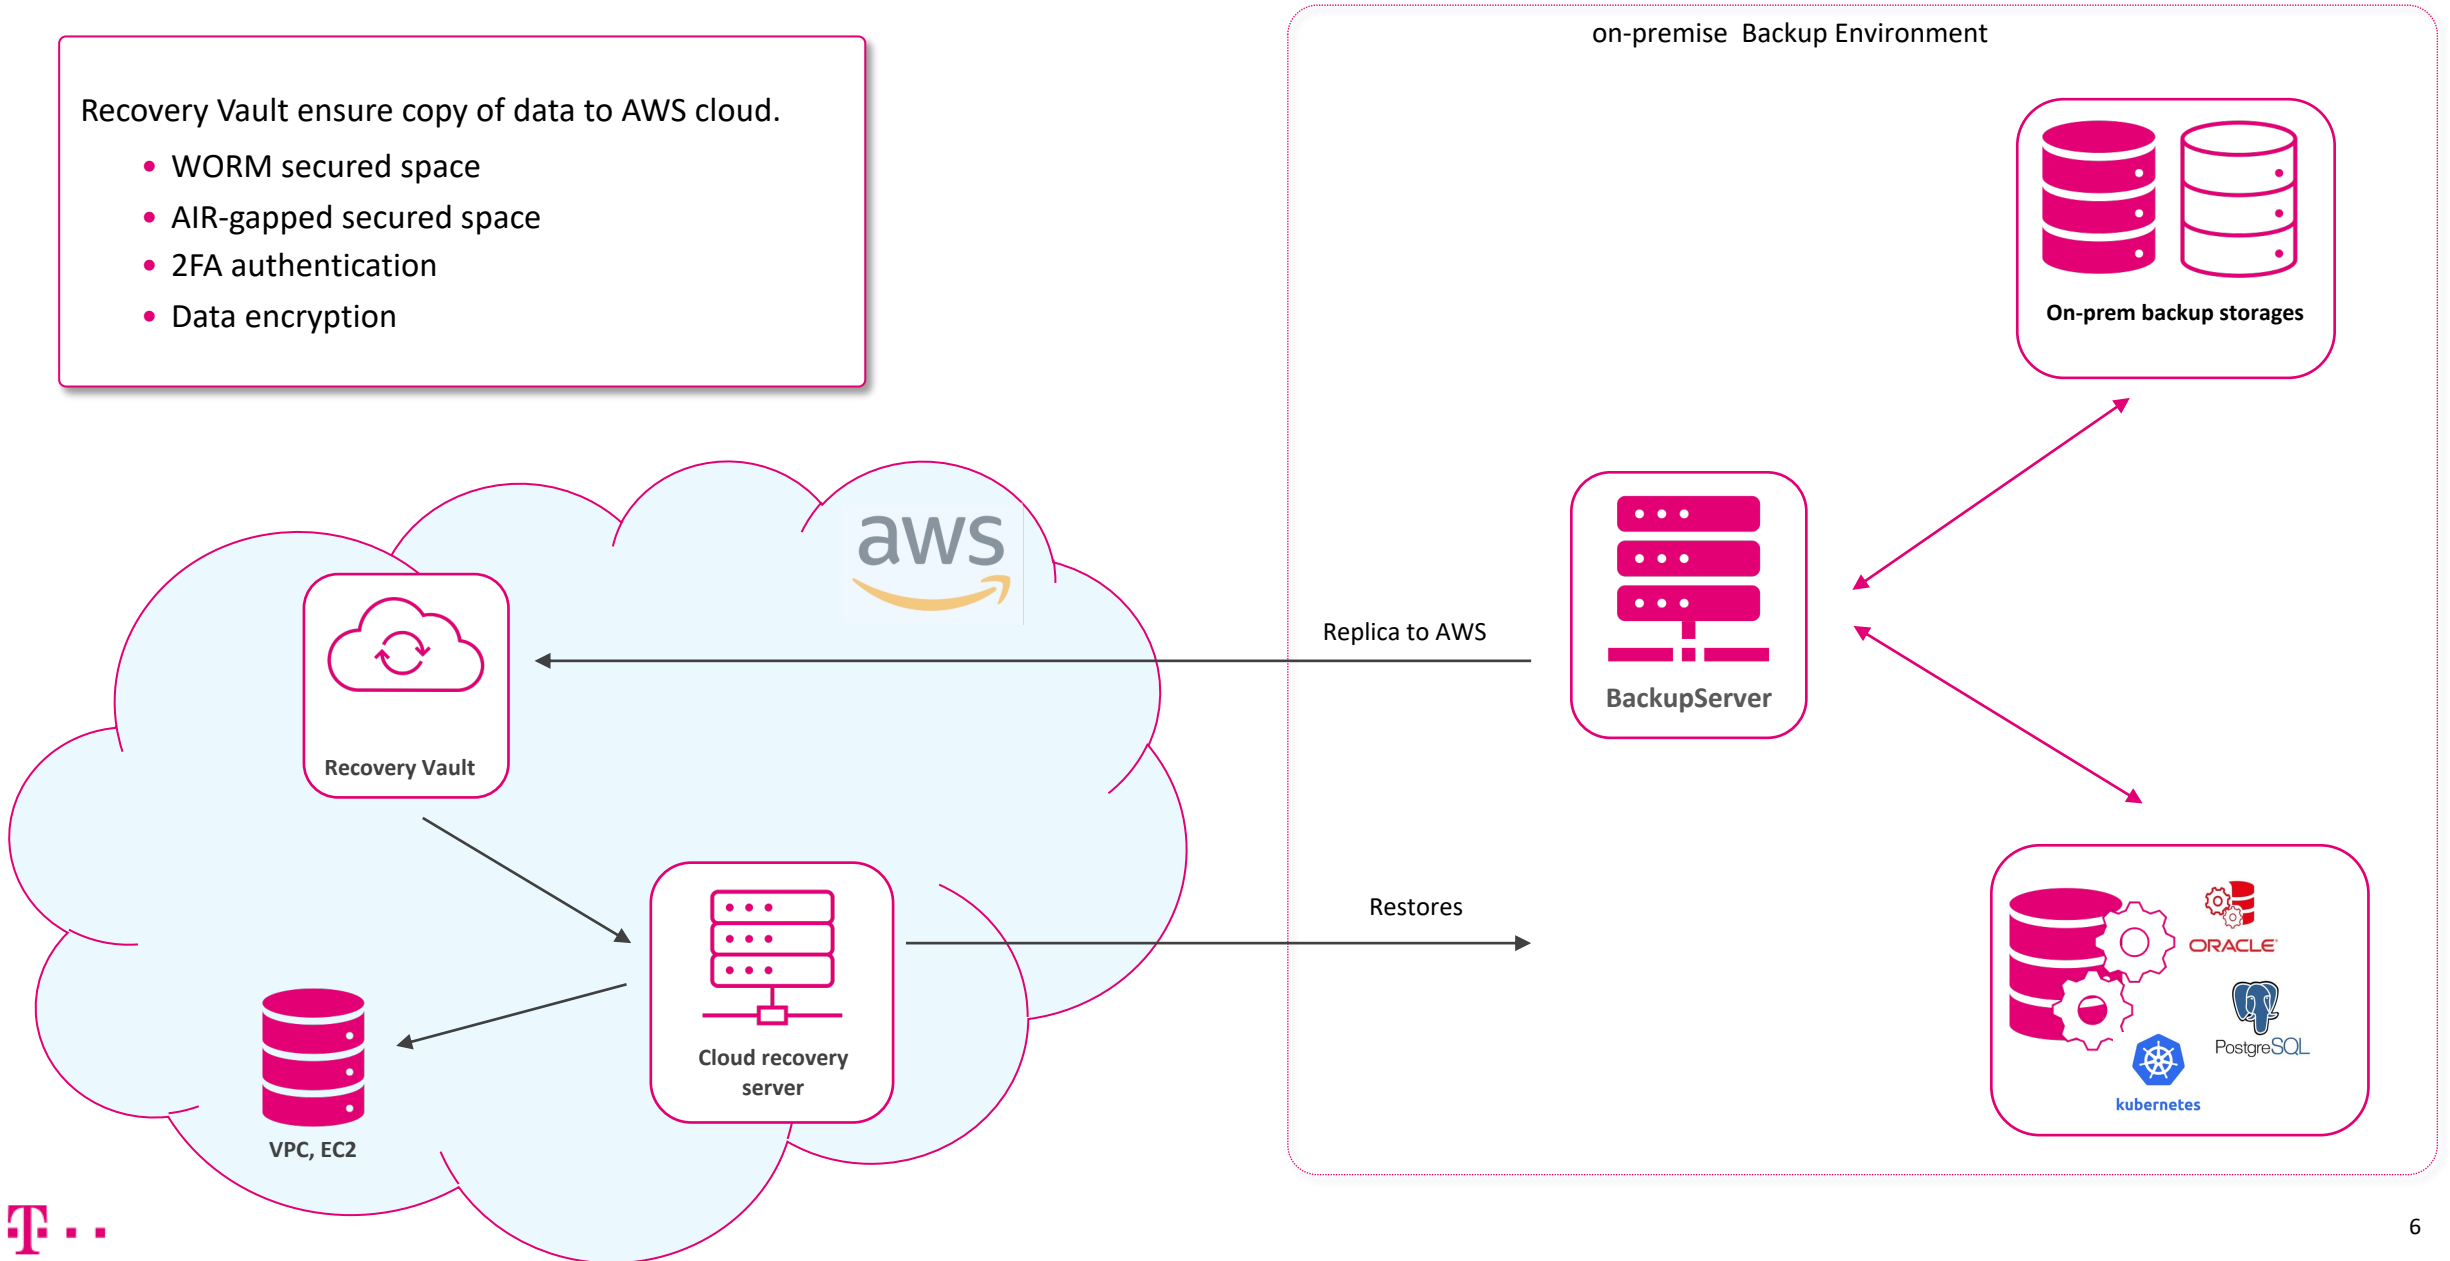 on-premise  Backup Environment
Recovery Vault ensure copy of data to AWS cloud.
• WORM secured space
• AIR-gapped secured space
• 2FA authentication
• Data encryption
On-prem backup storages
aws
Replica to AWS
BackupServer
Recovery Vault
Restores
ORACLE
PostgreSQL
kubernetes
Cloud recovery
server
VPC, EC2
T
6